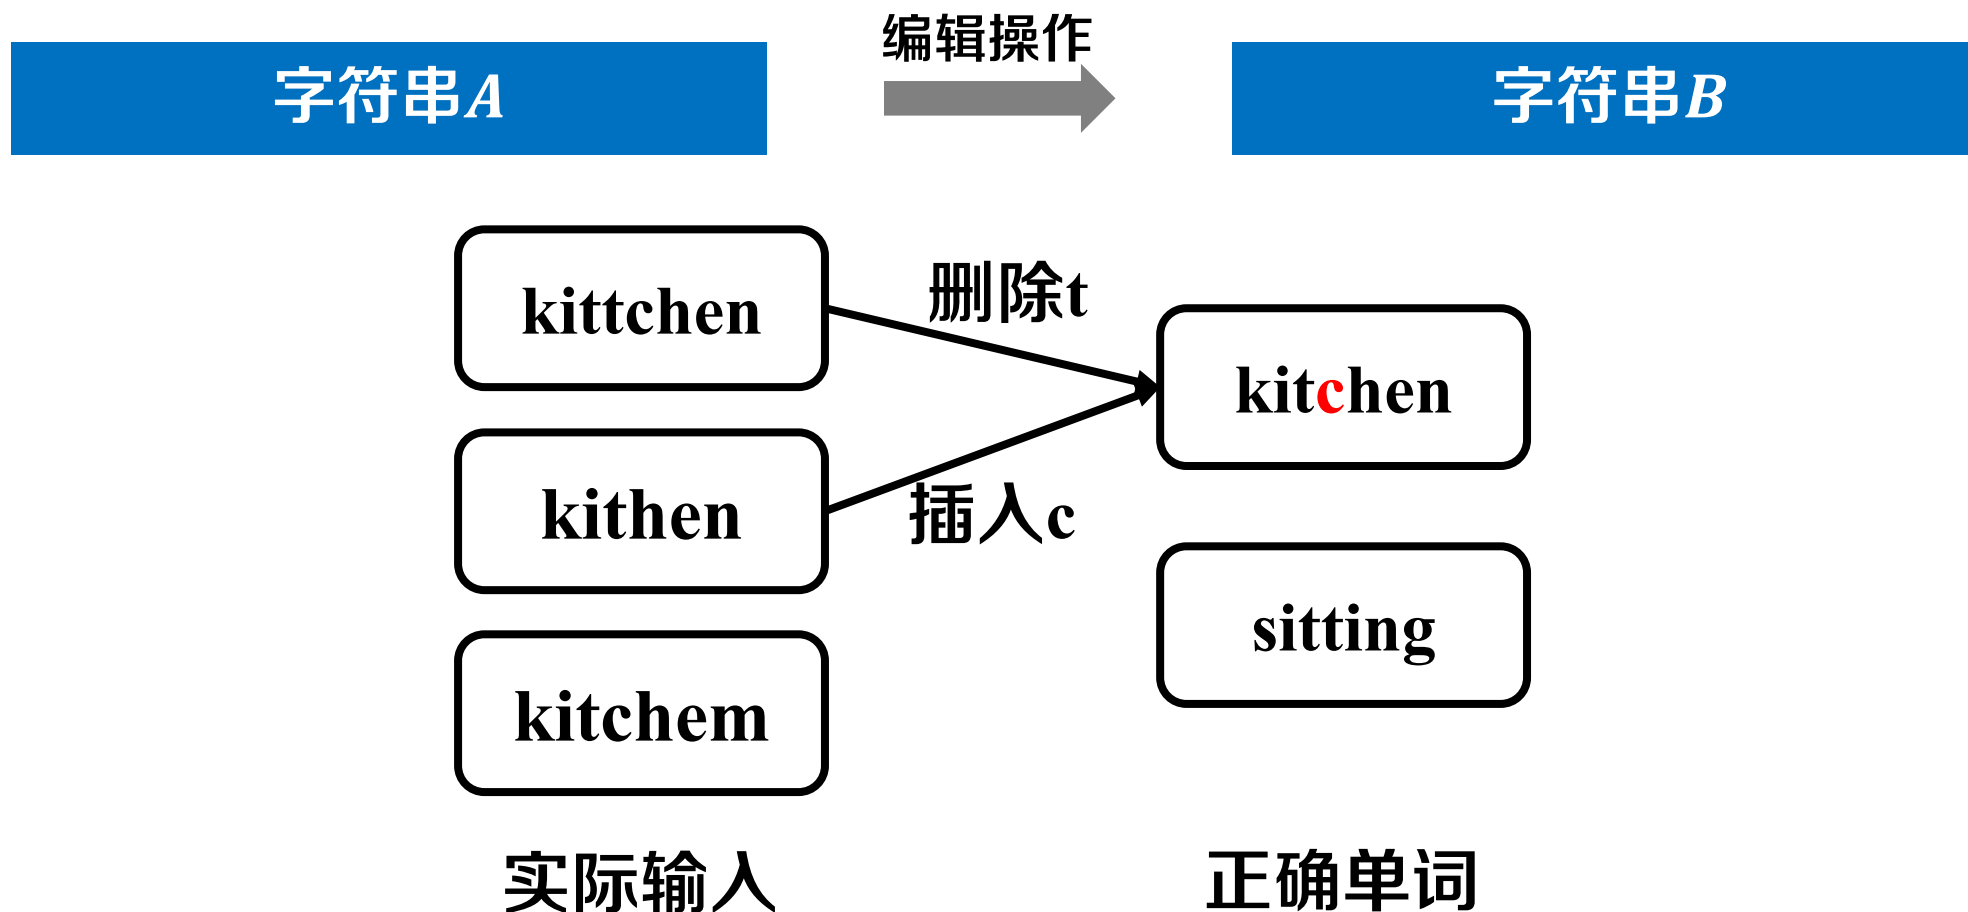 编辑操作
字符串A
字符串B
kittchen
删除t
kitchen
kithen
插入c
sitting
kitchem
实际输入
正确单词